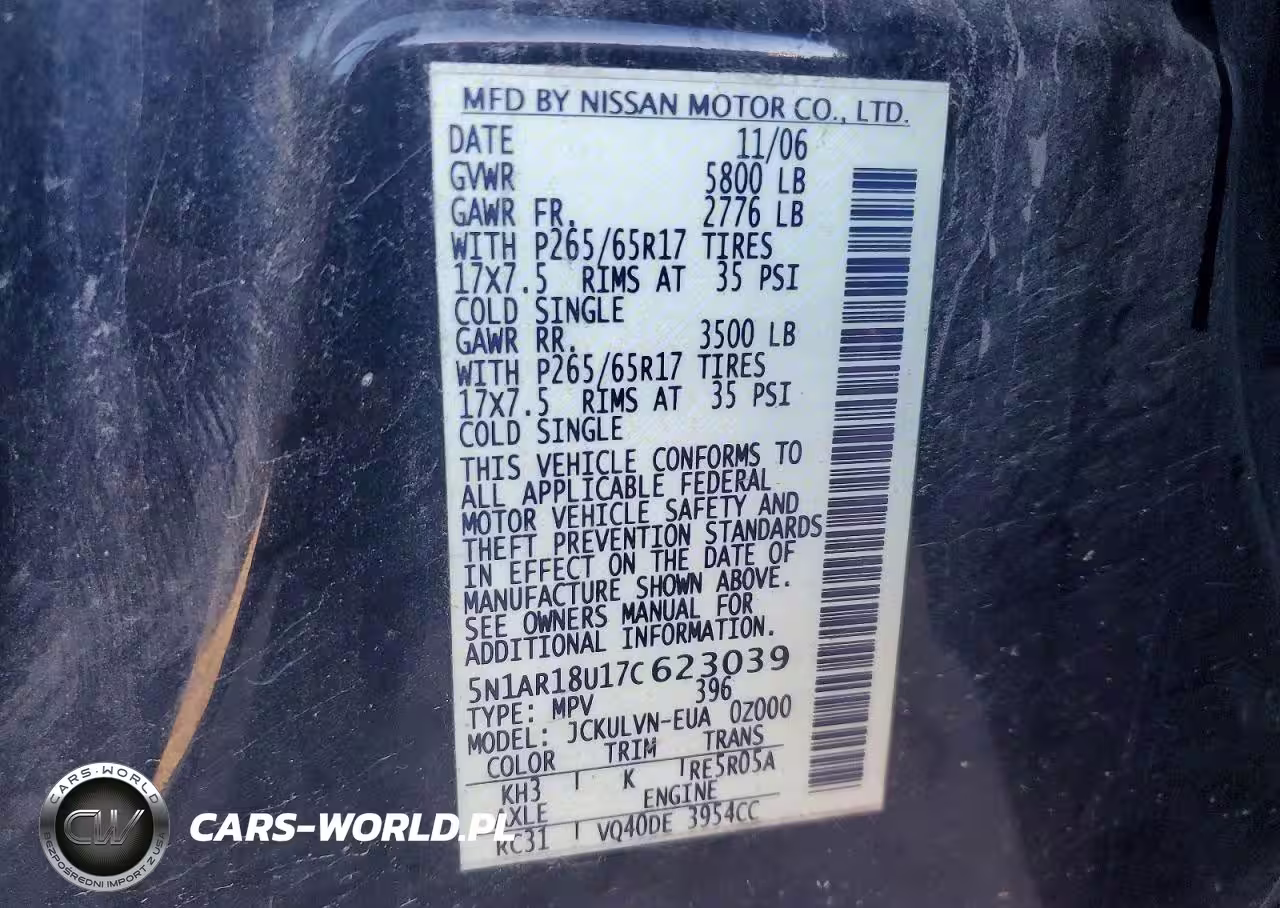 MFD BY NISSAN MOTOR CO., LTD.
DATE 11/06
GVWR 5800 LB
GAWR FR. 2776 LB
WITH P265/65R17 TIRES
17X7.5 RIMS AT 35 PSI
COLD SINGLE
GAWR RR. 3500 LB
WITH P265/65R17 TIRES
17X7.5 RIMS AT 35 PSI
COLD SINGLE
THIS VEHICLE CONFORMS TO
ALL APPLICABLE FEDERAL
MOTOR VEHICLE SAFETY AND
THEFT PREVENTION STANDARDS
IN EFFECT ON THE DATE OF
MANUFACTURE SHOWN ABOVE.
SEE OWNERS MANUAL FOR
ADDITIONAL INFORMATION.
5N1AR18U17C623039
TYPE: MPV 396
MODEL: JCKULVN-EUA 0Z000
COLOR TRIM TRANS
KH3 K RE5R05A
AXLE ENGINE
RC31 VQ40DE 3954CC
CARS-WORLD
CW
BEZPOŚREDNI IMPORT Z USA
CARS-WORLD.PL